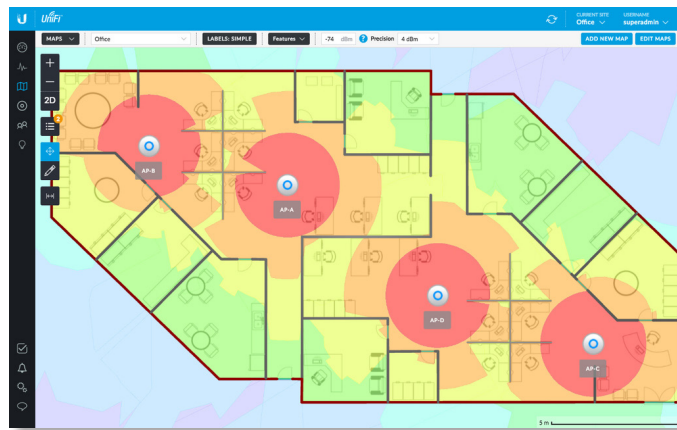 U UniFi
CURRENT SITE
Office
USERNAME
superadmin
MAPS
Office
LABELS: SIMPLE
Features
-74 dBm
? Precision
4 dBm
ADD NEW MAP
EDIT MAPS
+
−
2D
2
AP-B
AP-A
AP-D
AP-C
5 m